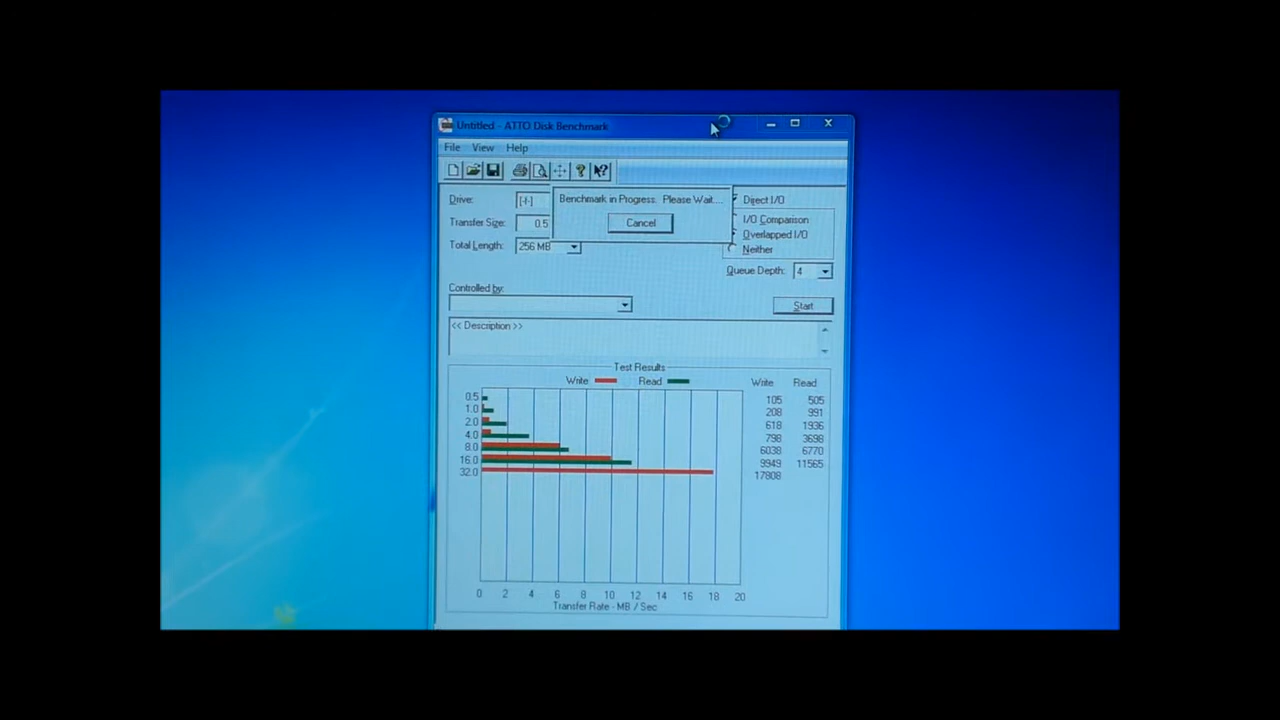 Untitled - ATTO Disk Benchmark
File View Help
Drive: [-f-]
Benchmark in Progress. Please Wait....
Cancel
Direct I/O
Transfer Size: 0.5
I/O Comparison
Overlapped I/O
Total Length: 256 MB
Neither
Queue Depth: 4
Controlled by:
Start
<< Description >>
Test Results
Write Read Write Read
0.5 105 505
1.0 208 991
2.0 618 1936
4.0 798 3698
8.0 6038 6770
16.0 9949 11565
32.0 17808
0 2 4 6 8 10 12 14 16 18 20
Transfer Rate - MB / Sec